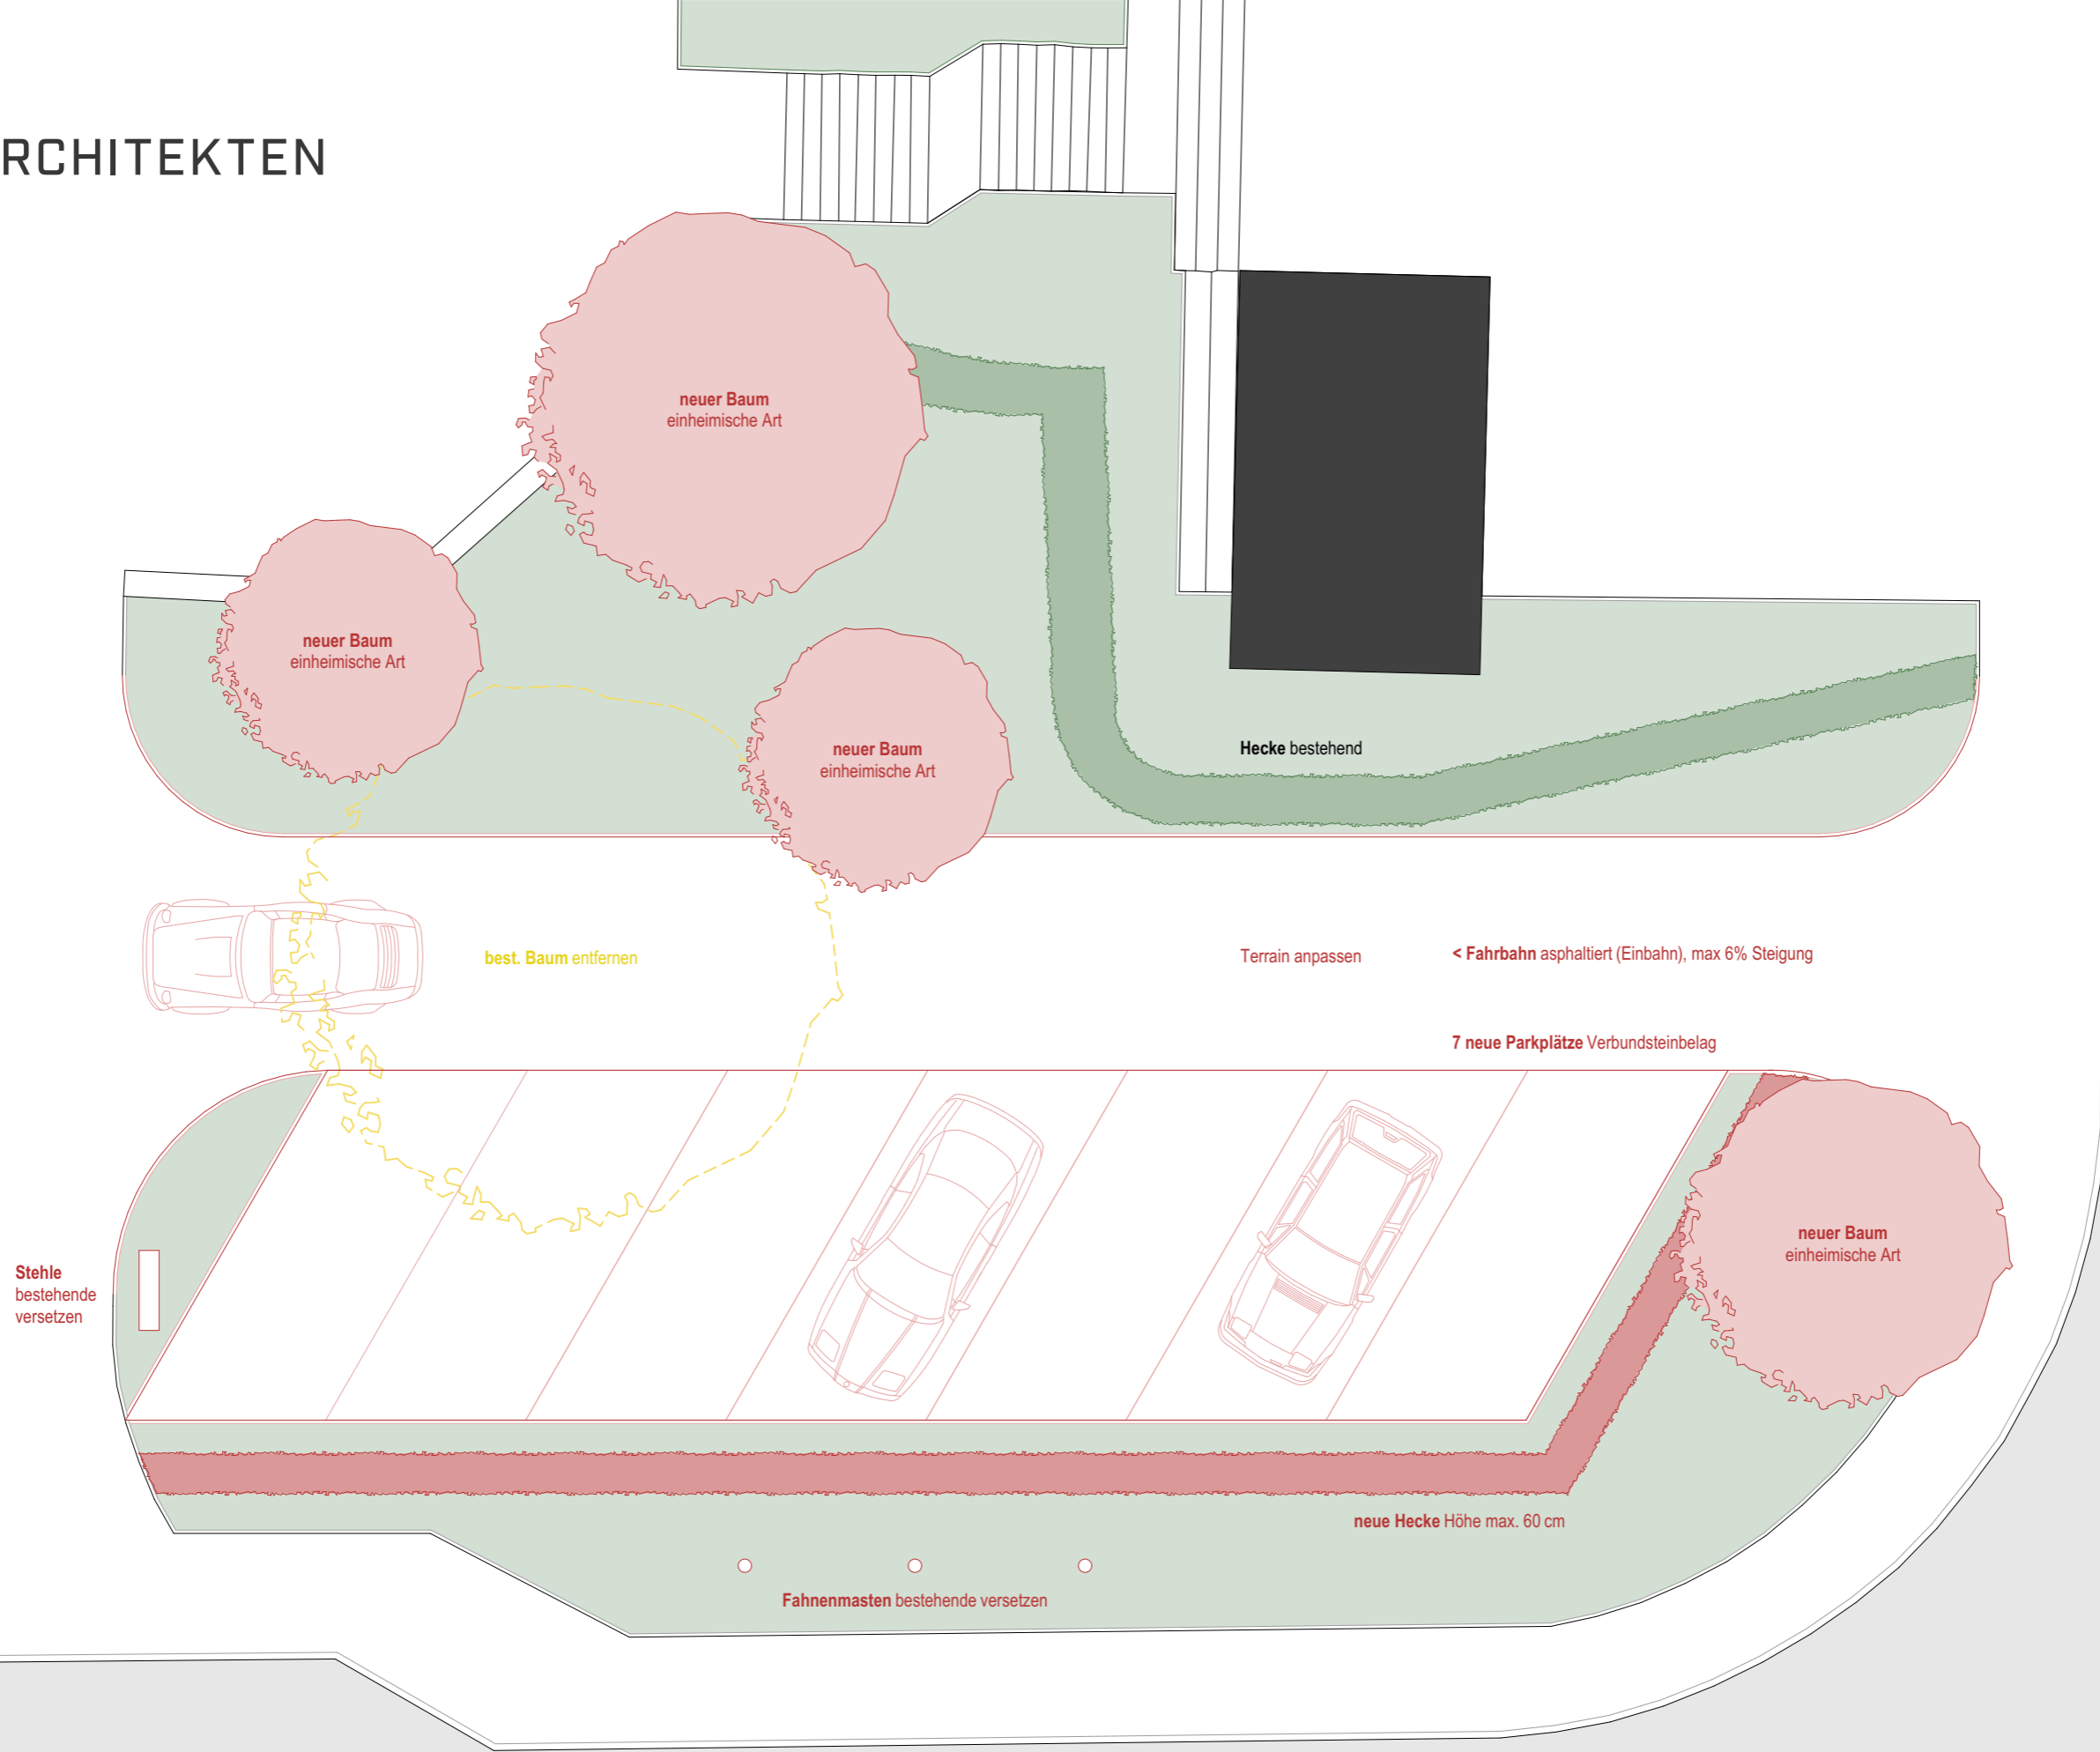 RCHITEKTEN
neuer Baum
einheimische Art
neuer Baum
einheimische Art
neuer Baum
einheimische Art
Hecke bestehend
best. Baum entfernen
Terrain anpassen
< Fahrbahn asphaltiert (Einbahn), max 6% Steigung
7 neue Parkplätze Verbundsteinbelag
neuer Baum
einheimische Art
Stehle
bestehende
versetzen
neue Hecke Höhe max. 60 cm
Fahnenmasten bestehende versetzen